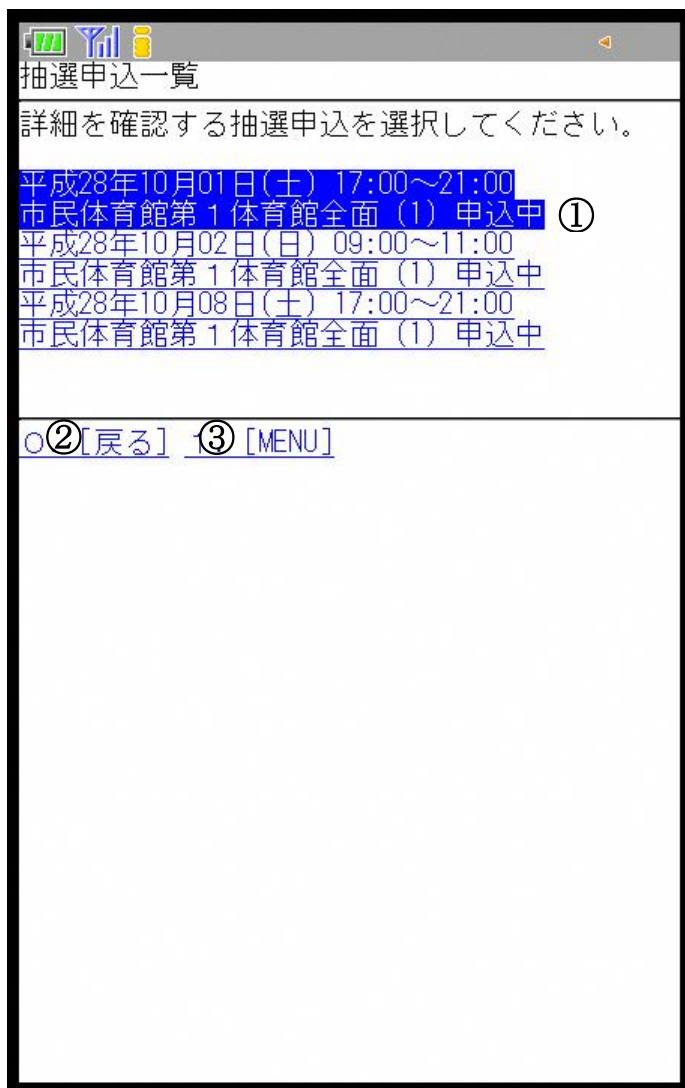 抽選申込一覧
詳細を確認する抽選申込を選択してください。
平成28年10月01日(土) 17:00～21:00
市民体育館第1体育館全面 (1) 申込中 ①
平成28年10月02日(日) 09:00～11:00
市民体育館第1体育館全面 (1) 申込中
平成28年10月08日(土) 17:00～21:00
市民体育館第1体育館全面 (1) 申込中
②[戻る] ③[MENU]